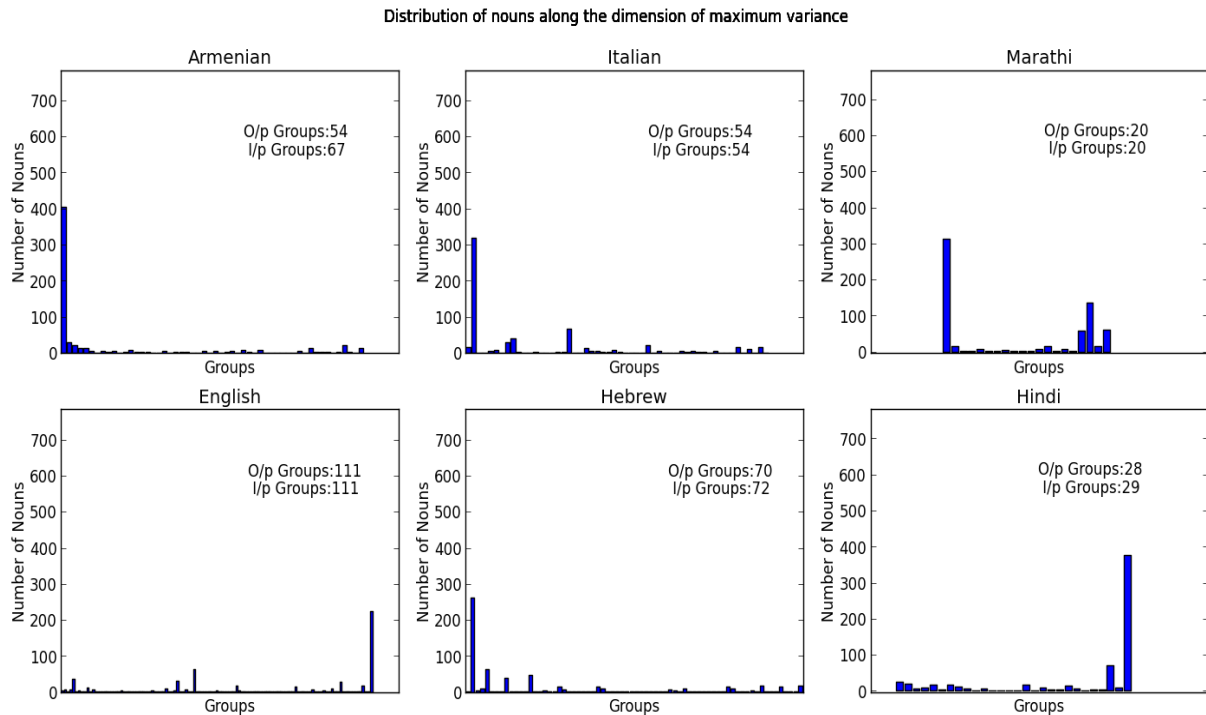 Distribution of nouns along the dimension of maximum variance
Armenian
700
600
500
400
300
200
100
0
Number of Nouns
O/p Groups:54
I/p Groups:67
Groups
Italian
700
600
500
400
300
200
100
0
Number of Nouns
O/p Groups:54
I/p Groups:54
Groups
Marathi
700
600
500
400
300
200
100
0
Number of Nouns
O/p Groups:20
I/p Groups:20
Groups
English
700
600
500
400
300
200
100
0
Number of Nouns
O/p Groups:111
I/p Groups:111
Groups
Hebrew
700
600
500
400
300
200
100
0
Number of Nouns
O/p Groups:70
I/p Groups:72
Groups
Hindi
700
600
500
400
300
200
100
0
Number of Nouns
O/p Groups:28
I/p Groups:29
Groups